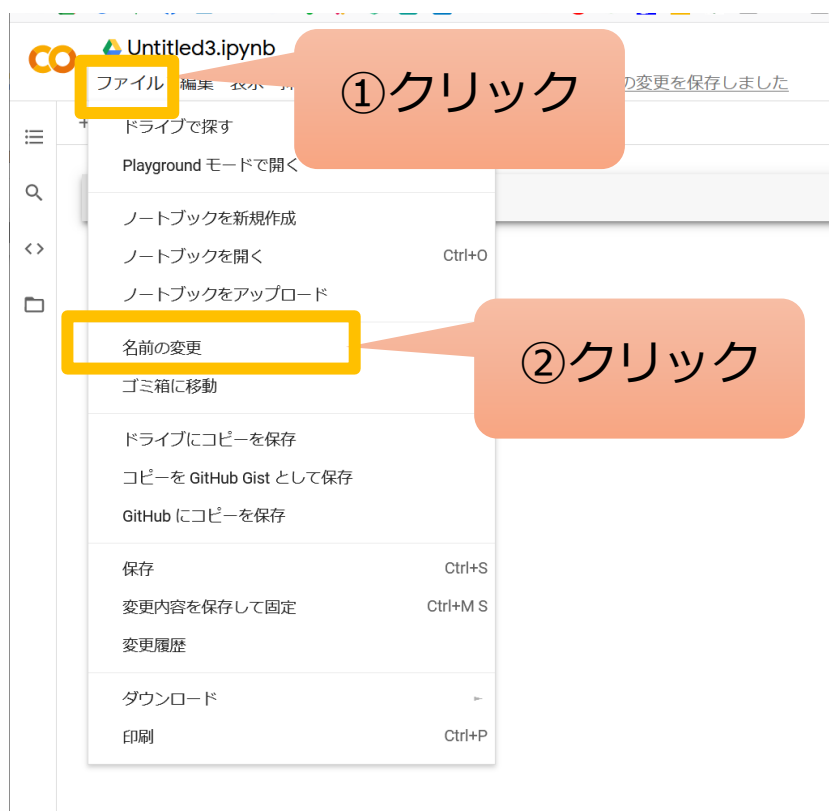 Untitled3.ipynb
ファイル 編集 表示
の変更を保存しました
①クリック
ドライブで探す
Playground モードで開く
ノートブックを新規作成
ノートブックを開く Ctrl+O
ノートブックをアップロード
名前の変更
②クリック
ゴミ箱に移動
ドライブにコピーを保存
コピーを GitHub Gist として保存
GitHub にコピーを保存
保存 Ctrl+S
変更内容を保存して固定 Ctrl+M S
変更履歴
ダウンロード
印刷 Ctrl+P